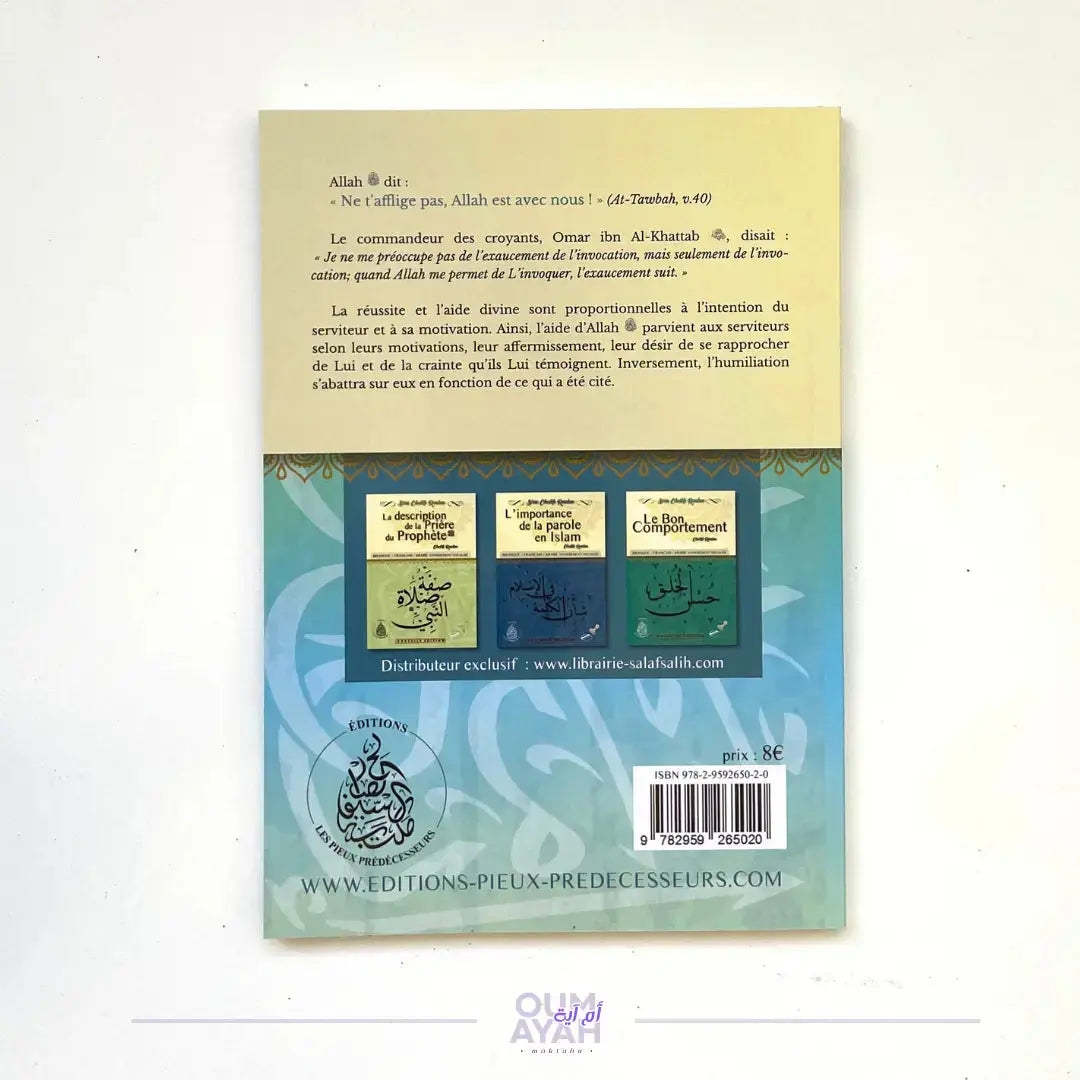 Allah ﷻ dit :
« Ne t’afflige pas, Allah est avec nous ! » (At-Tawbah, v.40)
Le commandeur des croyants, Omar ibn Al-Khattab , disait :
« Je ne me préoccupe pas de l’exaucement de l’invocation, mais seulement de l’invo-
cation; quand Allah me permet de L’invoquer, l’exaucement suit. »
La réussite et l’aide divine sont proportionnelles à l’intention du
serviteur et à sa motivation. Ainsi, l’aide d’Allah ﷻ parvient aux serviteurs
selon leurs motivations, leur affermissement, leur désir de se rapprocher
de Lui et de la crainte qu’ils Lui témoignent. Inversement, l’humiliation
s’abattra sur eux en fonction de ce qui a été cité.
La description
de la Prière
du Prophète
صفة
صلاة
النبي
L’importance
de la parole
en Islam
شأن الكلمة
في الإسلام
Le Bon
Comportement
حُسْن الخُلُق
Distributeur exclusif : www.librairie-salafsalih.com
ÉDITIONS
LES PIEUX PRÉDÉCESSEURS
prix : 8€
ISBN 978-2-9592650-2-0
9 782959 265020
WWW.EDITIONS-PIEUX-PREDECESSEURS.COM
OUM
أم آية
AYAH
• maktaba •